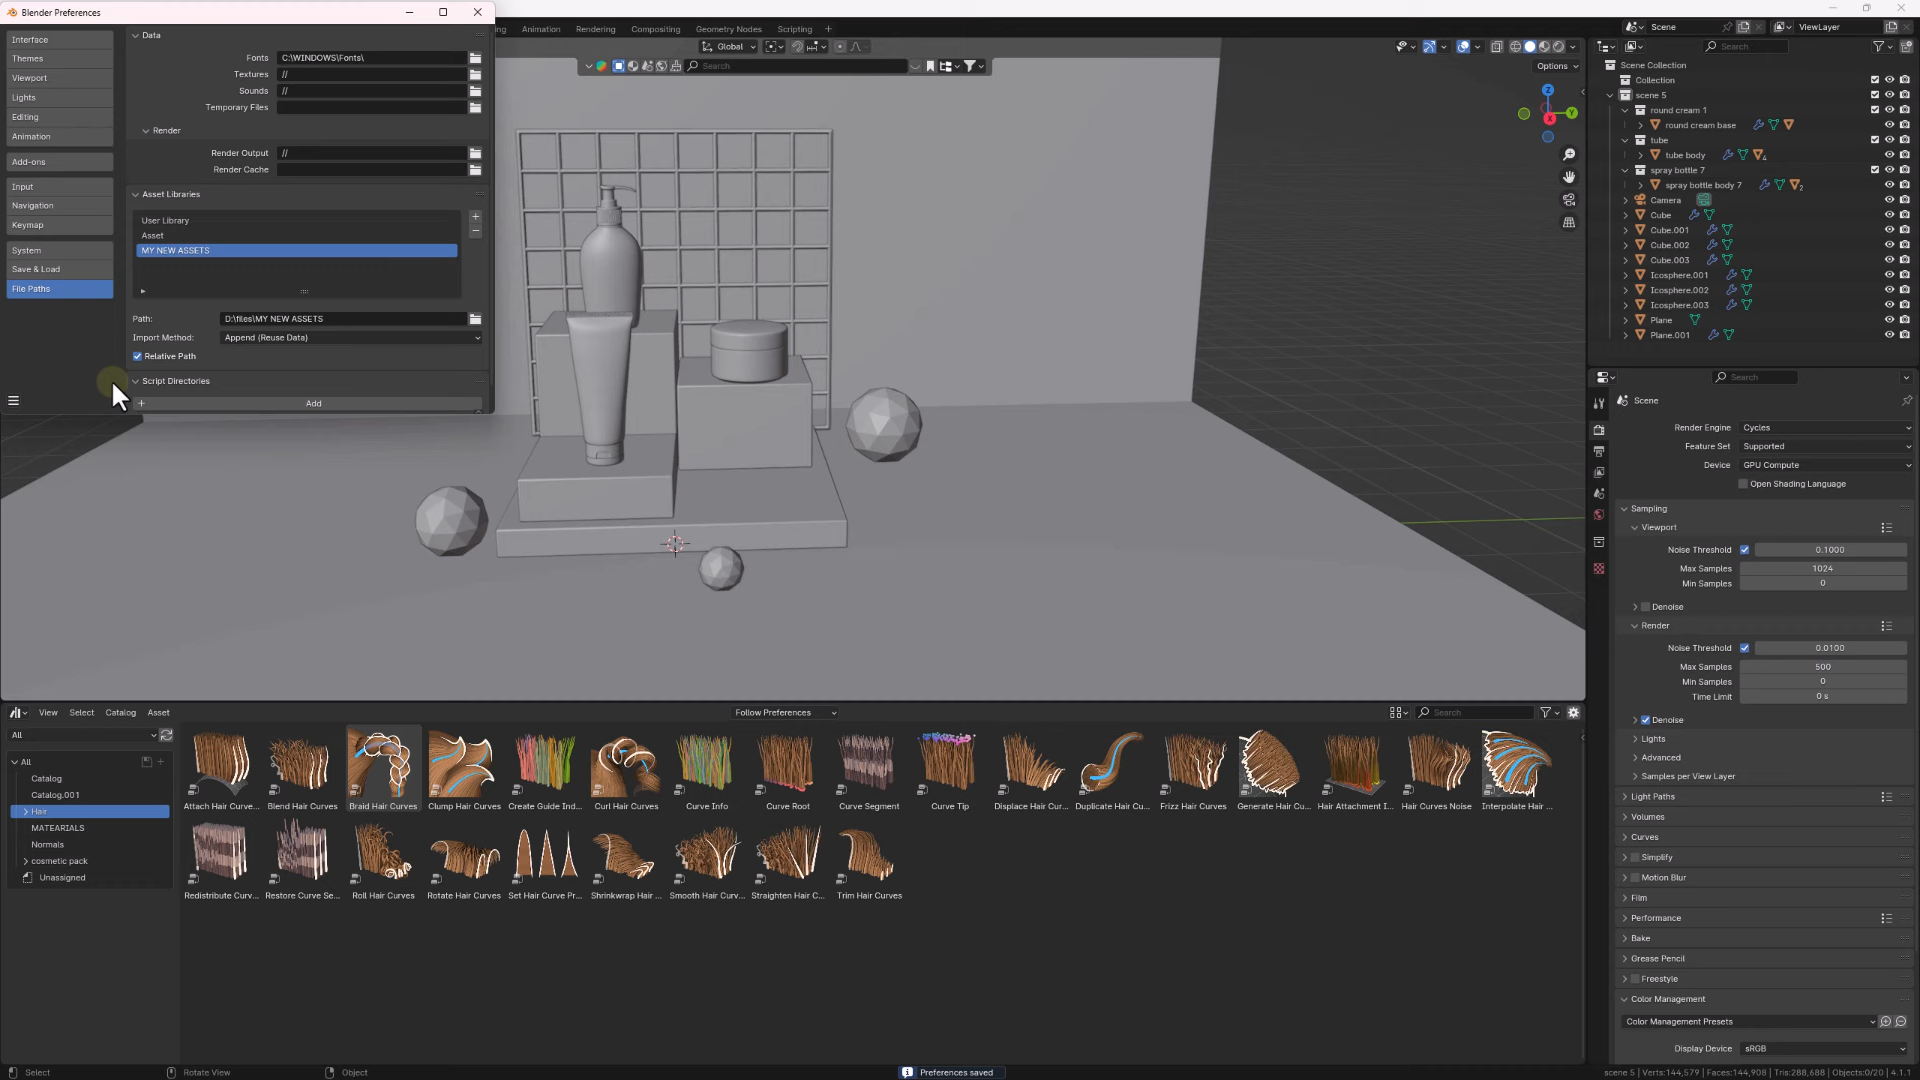 Blender Preferences
Interface
Themes
Viewport
Lights
Editing
Animation
Add-ons
Input
Navigation
Keymap
System
Save & Load
File Paths
Data
Fonts C:\WINDOWS\Fonts\
Textures //
Sounds //
Temporary Files
Render
Render Output //
Render Cache
Asset Libraries
User Library
Asset
MY NEW ASSETS
Path: D:\files\MY NEW ASSETS
Import Method: Append (Reuse Data)
Relative Path
Script Directories
Add
Animation Rendering Compositing Geometry Nodes Scripting
Global
Search
Options
Scene
ViewLayer
Search
Scene Collection
Collection
scene 5
round cream 1
round cream base
tube
tube body
spray bottle 7
spray bottle body 7
Camera
Cube
Cube.001
Cube.002
Cube.003
Icosphere.001
Icosphere.002
Icosphere.003
Plane
Plane.001
Search
Scene
Render Engine Cycles
Feature Set Supported
Device GPU Compute
Open Shading Language
Sampling
Viewport
Noise Threshold 0.1000
Max Samples 1024
Min Samples 0
Denoise
Render
Noise Threshold 0.0100
Max Samples 500
Min Samples 0
Time Limit 0 s
Denoise
Lights
Advanced
Samples per View Layer
Light Paths
Volumes
Curves
Simplify
Motion Blur
Film
Performance
Bake
Grease Pencil
Freestyle
Color Management
Color Management Presets
Display Device sRGB
View Select Catalog Asset
Follow Preferences
Search
All
All
Catalog
Catalog.001
Hair
MATEARIALS
Normals
cosmetic pack
Unassigned
Attach Hair Curve... Blend Hair Curves Braid Hair Curves Clump Hair Curves Create Guide Ind... Curl Hair Curves Curve Info Curve Root Curve Segment Curve Tip Displace Hair Cur... Duplicate Hair Cu... Frizz Hair Curves Generate Hair Cu... Hair Attachment I... Hair Curves Noise Interpolate Hair ...
Redistribute Curv... Restore Curve Se... Roll Hair Curves Rotate Hair Curves Set Hair Curve Pr... Shrinkwrap Hair ... Smooth Hair Curv... Straighten Hair C... Trim Hair Curves
Select Rotate View Object
Preferences saved
scene 5 | Verts:144,579 | Faces:144,908 | Tris:288,688 | Objects:0/20 | 4.1.1